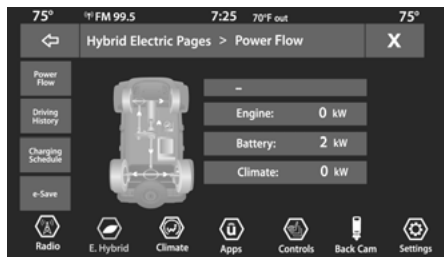 75° FM 99.5 7:25 70°F out 75°
Hybrid Electric Pages > Power Flow X
Power
Flow
Driving
History
Charging
Schedule
e-Save
–
Engine: 0 kW
Battery: 2 kW
Climate: 0 kW
Radio E. Hybrid Climate Apps Controls Back Cam Settings